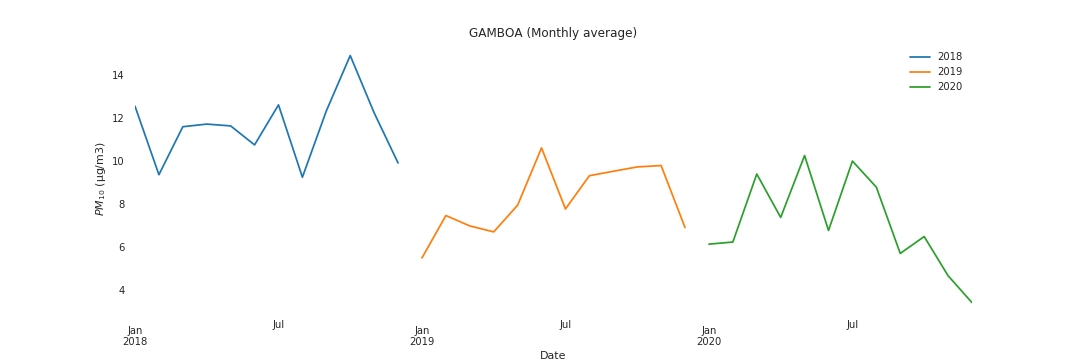 GAMBOA (Monthly average)
2018
2019
2020
14
12
10
8
6
4
PM₁₀ (μg/m3)
Jan
2018
Jul
Jan
2019
Jul
Jan
2020
Jul
Date